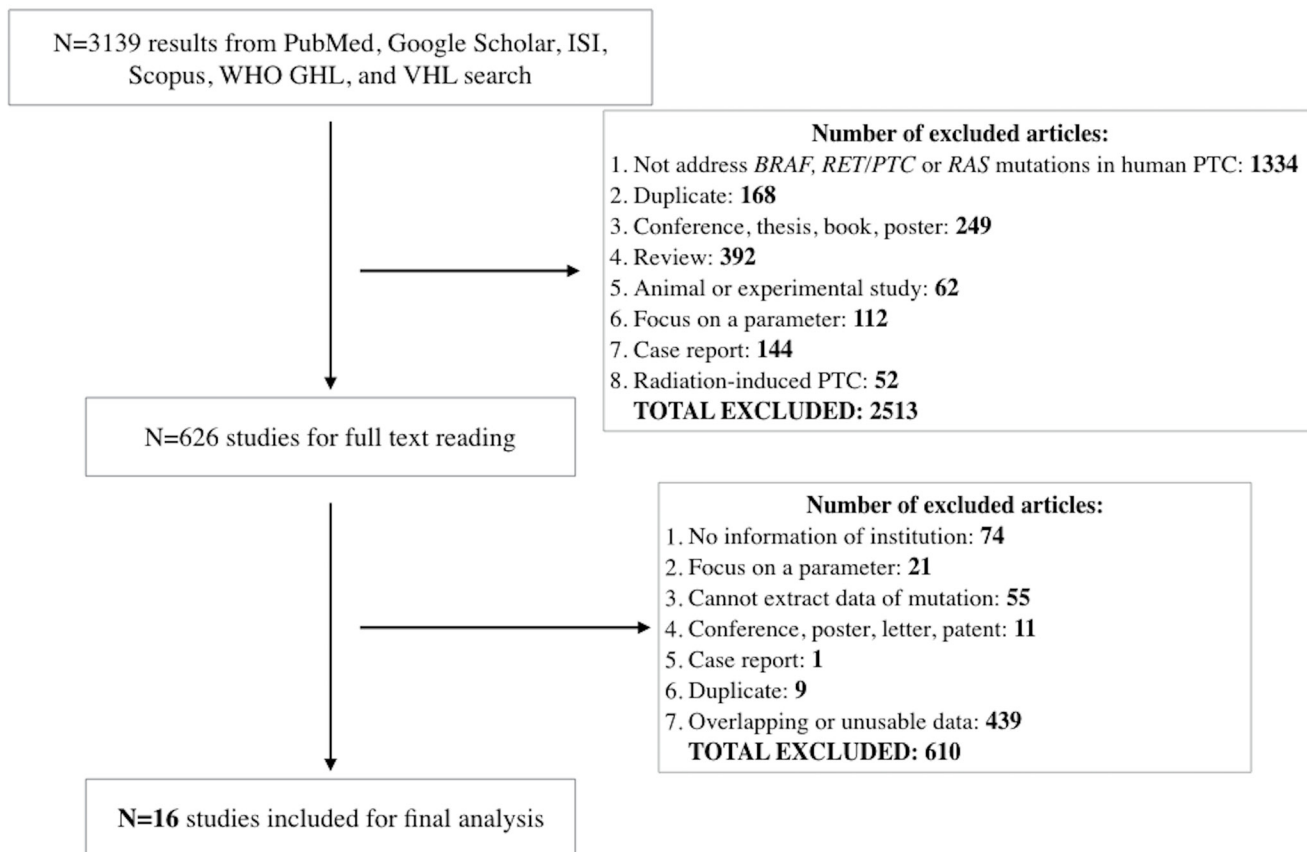 N=3139 results from PubMed, Google Scholar, ISI,
Scopus, WHO GHL, and VHL search
Number of excluded articles:
1. Not address BRAF, RET/PTC or RAS mutations in human PTC: 1334
2. Duplicate: 168
3. Conference, thesis, book, poster: 249
4. Review: 392
5. Animal or experimental study: 62
6. Focus on a parameter: 112
7. Case report: 144
8. Radiation-induced PTC: 52
TOTAL EXCLUDED: 2513
N=626 studies for full text reading
Number of excluded articles:
1. No information of institution: 74
2. Focus on a parameter: 21
3. Cannot extract data of mutation: 55
4. Conference, poster, letter, patent: 11
5. Case report: 1
6. Duplicate: 9
7. Overlapping or unusable data: 439
TOTAL EXCLUDED: 610
N=16 studies included for final analysis